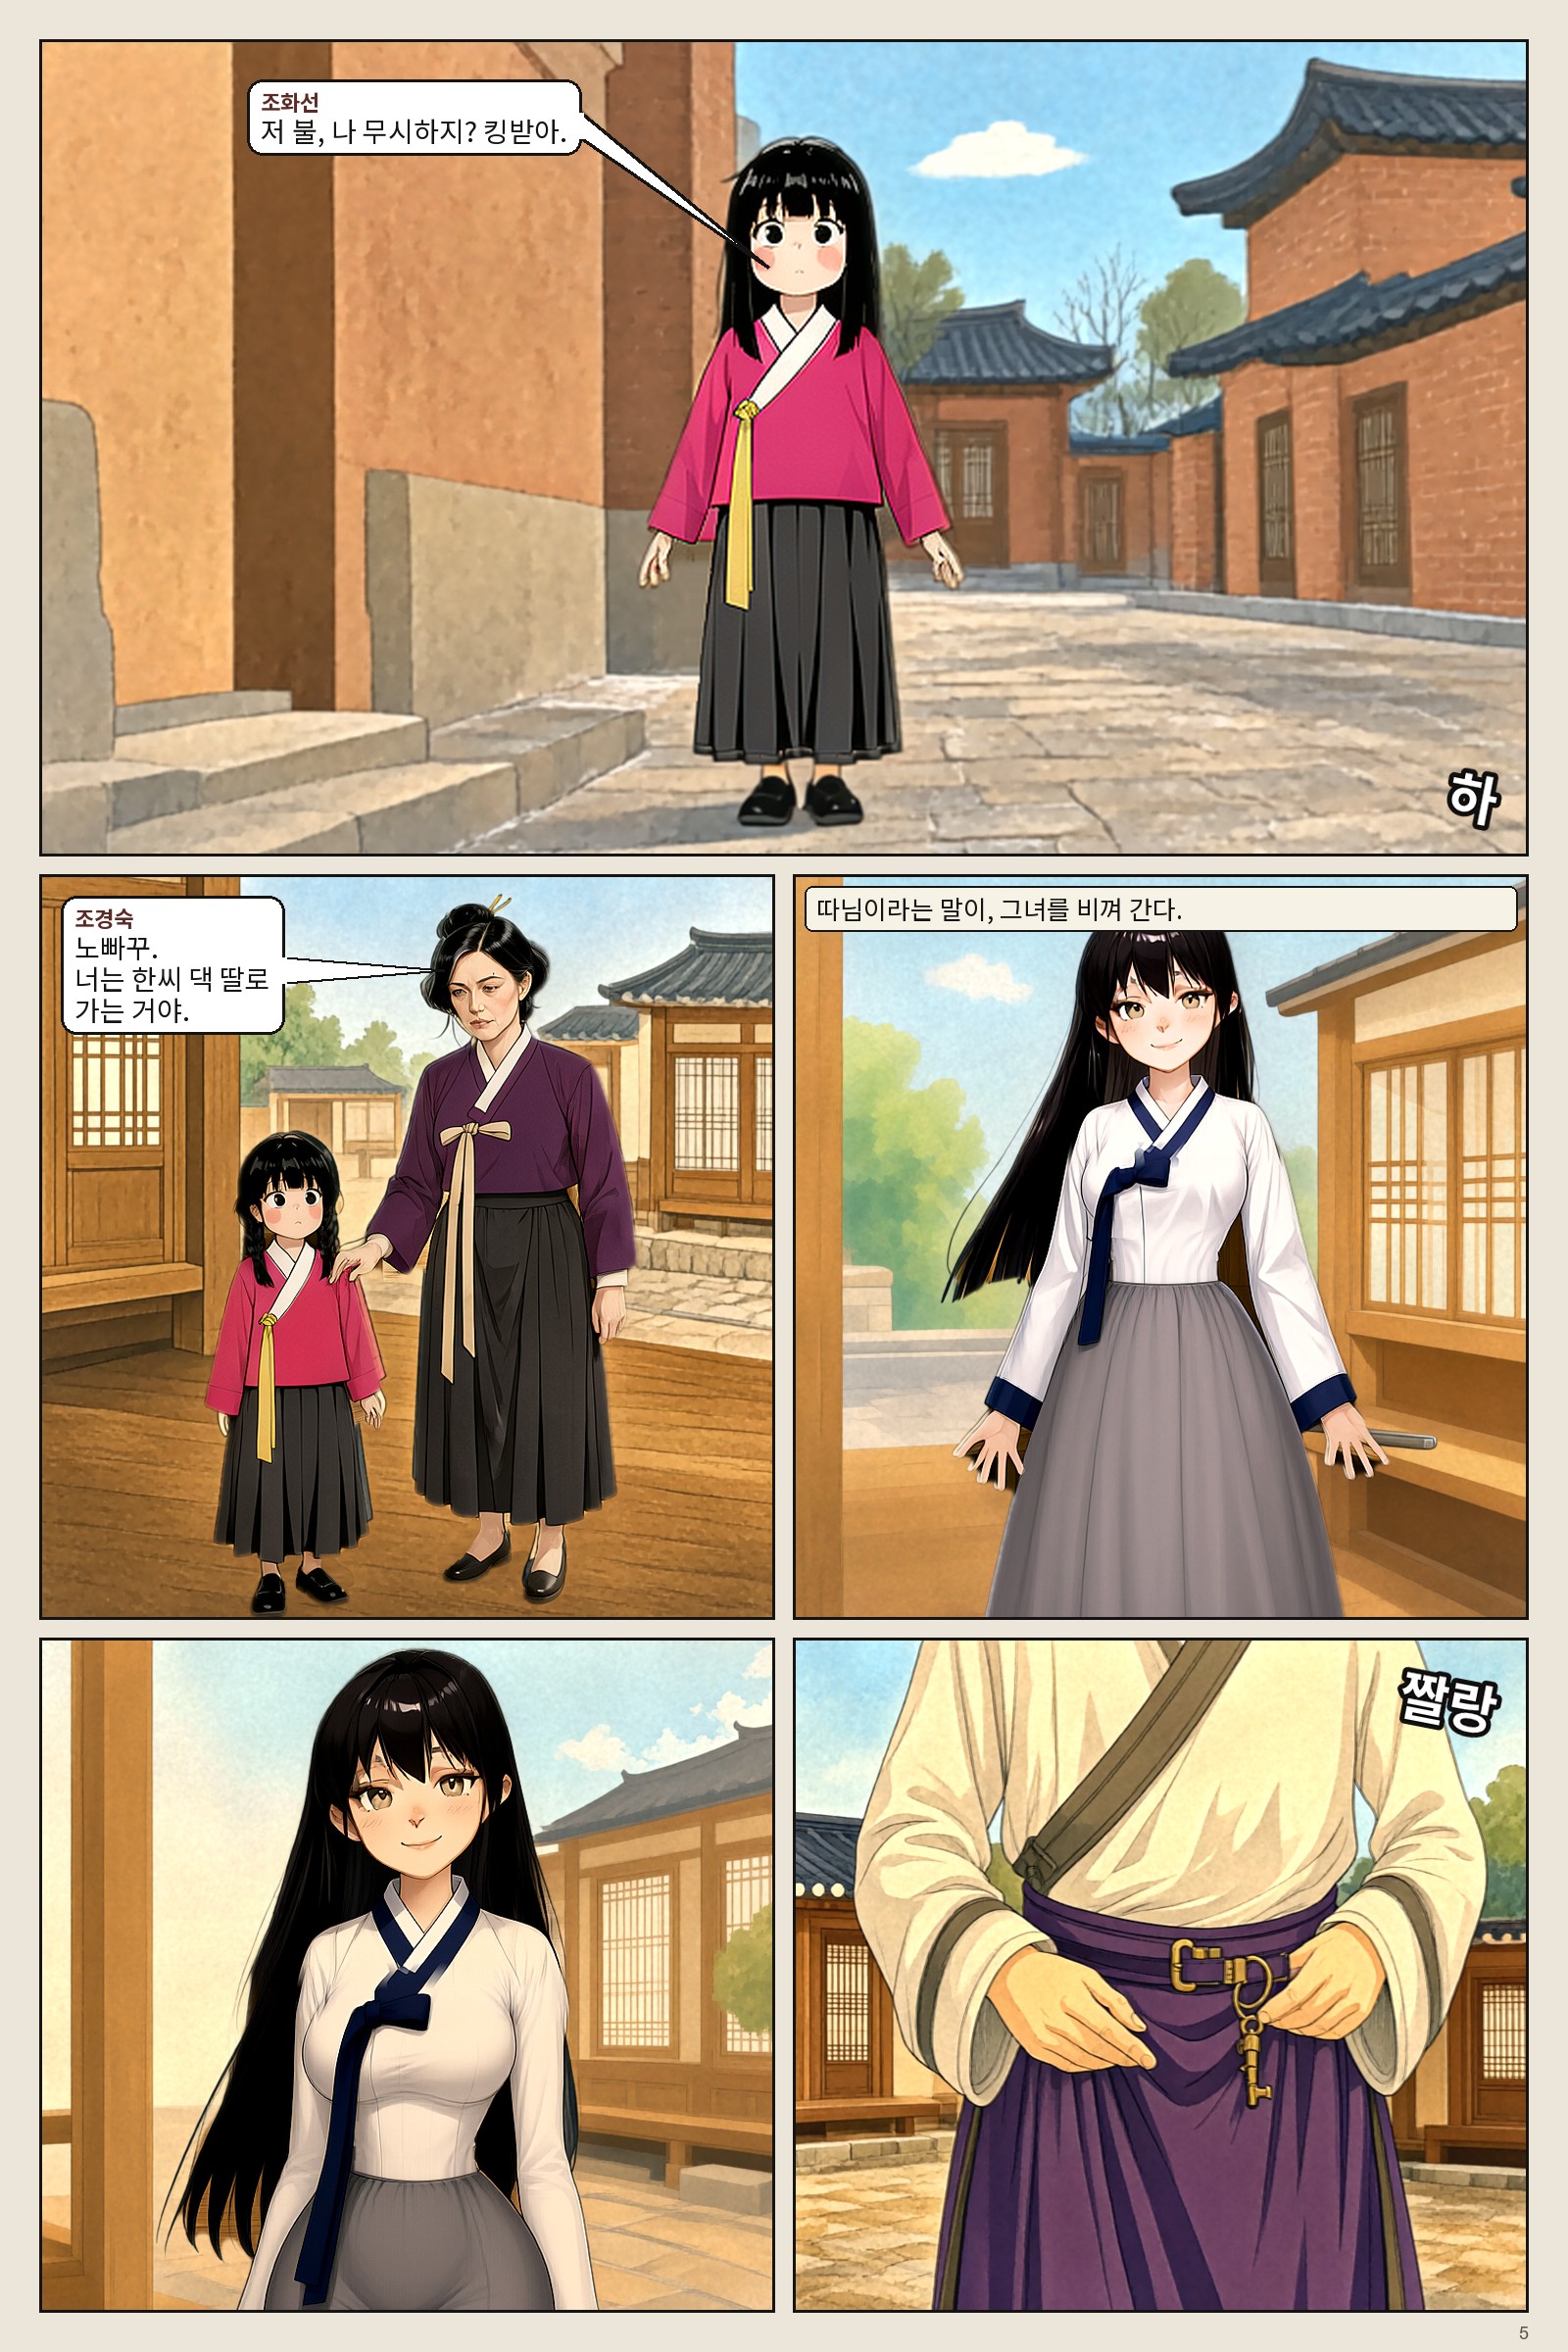 조화선
저 불, 나 무시하지? 킹받아.
하
조경숙
노빠꾸.
너는 한씨 댁 딸로
가는 거야.
따님이라는 말이, 그녀를 비껴 간다.
짤랑
5